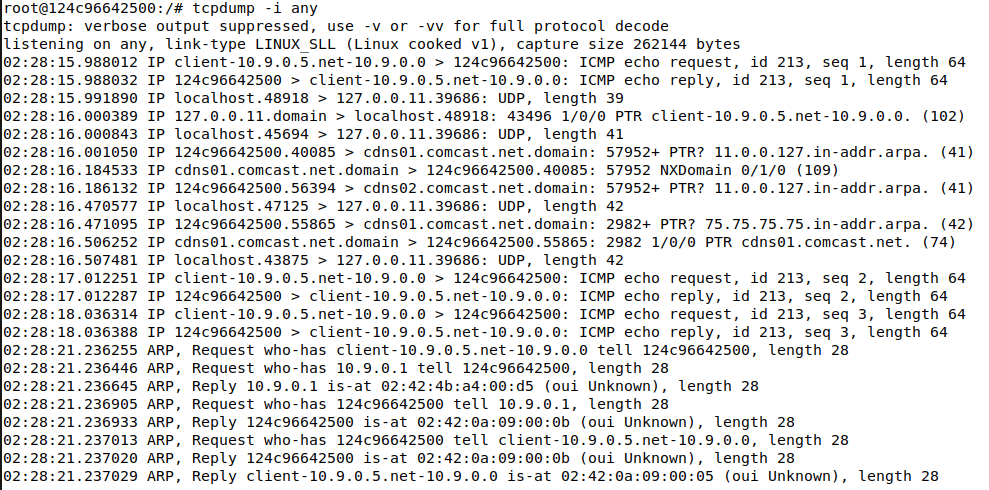 root@124c96642500:/# tcpdump -i any
tcpdump: verbose output suppressed, use -v or -vv for full protocol decode
listening on any, link-type LINUX_SLL (Linux cooked v1), capture size 262144 bytes
02:28:15.988012 IP client-10.9.0.5.net-10.9.0.0 > 124c96642500: ICMP echo request, id 213, seq 1, length 64
02:28:15.988032 IP 124c96642500 > client-10.9.0.5.net-10.9.0.0: ICMP echo reply, id 213, seq 1, length 64
02:28:15.991890 IP localhost.48918 > 127.0.0.11.39686: UDP, length 39
02:28:16.000389 IP 127.0.0.11.domain > localhost.48918: 43496 1/0/0 PTR client-10.9.0.5.net-10.9.0.0. (102)
02:28:16.000843 IP localhost.45694 > 127.0.0.11.39686: UDP, length 41
02:28:16.001050 IP 124c96642500.40085 > cdns01.comcast.net.domain: 57952+ PTR? 11.0.0.127.in-addr.arpa. (41)
02:28:16.184533 IP cdns01.comcast.net.domain > 124c96642500.40085: 57952 NXDomain 0/1/0 (109)
02:28:16.186132 IP 124c96642500.56394 > cdns02.comcast.net.domain: 57952+ PTR? 11.0.0.127.in-addr.arpa. (41)
02:28:16.470577 IP localhost.47125 > 127.0.0.11.39686: UDP, length 42
02:28:16.471095 IP 124c96642500.55865 > cdns01.comcast.net.domain: 2982+ PTR? 75.75.75.75.in-addr.arpa. (42)
02:28:16.506252 IP cdns01.comcast.net.domain > 124c96642500.55865: 2982 1/0/0 PTR cdns01.comcast.net. (74)
02:28:16.507481 IP localhost.43875 > 127.0.0.11.39686: UDP, length 42
02:28:17.012251 IP client-10.9.0.5.net-10.9.0.0 > 124c96642500: ICMP echo request, id 213, seq 2, length 64
02:28:17.012287 IP 124c96642500 > client-10.9.0.5.net-10.9.0.0: ICMP echo reply, id 213, seq 2, length 64
02:28:18.036314 IP client-10.9.0.5.net-10.9.0.0 > 124c96642500: ICMP echo request, id 213, seq 3, length 64
02:28:18.036388 IP 124c96642500 > client-10.9.0.5.net-10.9.0.0: ICMP echo reply, id 213, seq 3, length 64
02:28:21.236255 ARP, Request who-has client-10.9.0.5.net-10.9.0.0 tell 124c96642500, length 28
02:28:21.236446 ARP, Request who-has 10.9.0.1 tell 124c96642500, length 28
02:28:21.236645 ARP, Reply 10.9.0.1 is-at 02:42:4b:a4:00:d5 (oui Unknown), length 28
02:28:21.236905 ARP, Request who-has 124c96642500 tell 10.9.0.1, length 28
02:28:21.236933 ARP, Reply 124c96642500 is-at 02:42:0a:09:00:0b (oui Unknown), length 28
02:28:21.237013 ARP, Request who-has 124c96642500 tell client-10.9.0.5.net-10.9.0.0, length 28
02:28:21.237020 ARP, Reply 124c96642500 is-at 02:42:0a:09:00:0b (oui Unknown), length 28
02:28:21.237029 ARP, Reply client-10.9.0.5.net-10.9.0.0 is-at 02:42:0a:09:00:05 (oui Unknown), length 28